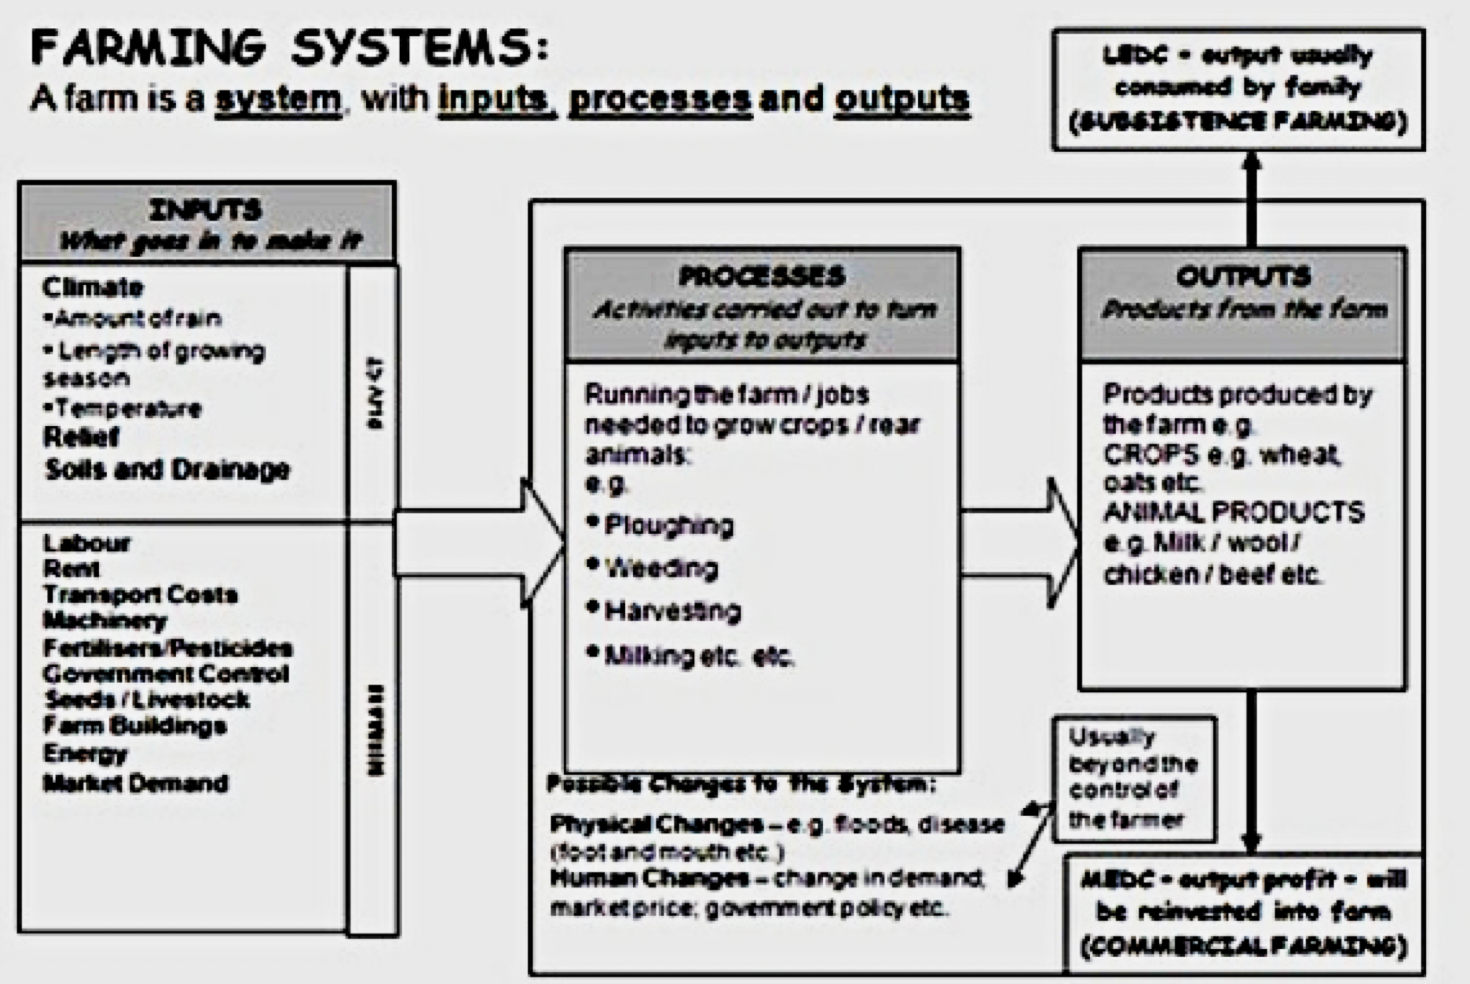 FARMING SYSTEMS:
A farm is a system, with inputs, processes and outputs
LEDC - output usually
consumed by family
(SUBSISTENCE FARMING)
INPUTS
What goes in to make it
Climate
•Amount of rain
• Length of growing
season
•Temperature
Relief
Soils and Drainage
Labour
Rent
Transport Costs
Machinery
Fertilisers/Pesticides
Government Control
Seeds / Livestock
Farm Buildings
Energy
Market Demand
PROCESSES
Activities carried out to turn
inputs to outputs
Running the farm / jobs
needed to grow crops / rear
animals:
e.g.
• Ploughing
• Weeding
• Harvesting
• Milking etc. etc.
OUTPUTS
Products from the farm
Products produced by
the farm e.g.
CROPS e.g. wheat,
oats etc.
ANIMAL PRODUCTS
e.g. Milk / wool /
chicken / beef etc.
Possible Changes to The System:
Physical Changes – e.g. floods, disease
(foot and mouth etc.)
Human Changes – change in demand,
market price; government policy etc.
Usually
beyond the
control of
the farmer
MEDC - output profit - will
be reinvested into farm
(COMMERCIAL FARMING)